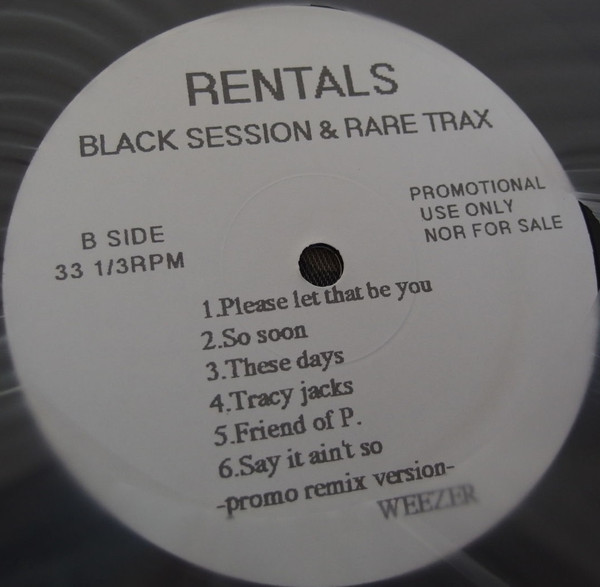 RENTALS
BLACK SESSION & RARE TRAX
B SIDE
33 1/3RPM
PROMOTIONAL
USE ONLY
NOR FOR SALE
1.Please let that be you
2.So soon
3.These days
4.Tracy jacks
5.Friend of P.
6.Say it ain't so
-promo remix version-
WEEZER